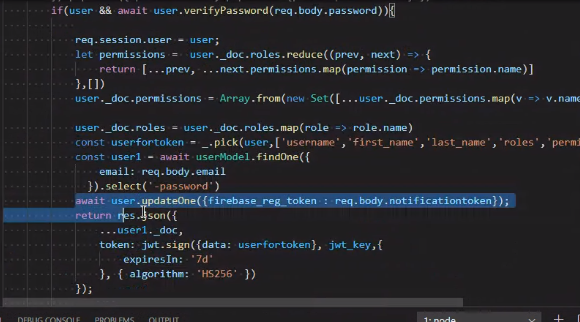 if(user && await user.verifyPassword(req.body.password)){
req.session.user = user;
let permissions = user._doc.roles.reduce((prev, next) => {
return [...prev, ...next.permissions.map(permission => permission.name)]
},[])
user._doc.permissions = Array.from(new Set([...user._doc.permissions.map(v => v.name
user._doc.roles = user._doc.roles.map(role => role.name)
const userfortoken = _.pick(user,['username','first_name','last_name','roles','permi
const user1 = await userModel.findOne({
email: req.body.email
}).select('-password')
await user.updateOne({firebase_reg_token : req.body.notificationtoken});
return res.json({
...user1._doc,
token: jwt.sign({data: userfortoken}, jwt_key,{
expiresIn: '7d'
}, { algorithm: 'HS256' })
});
DEBUG CONSOLE PROBLEMS OUTPUT 1: node